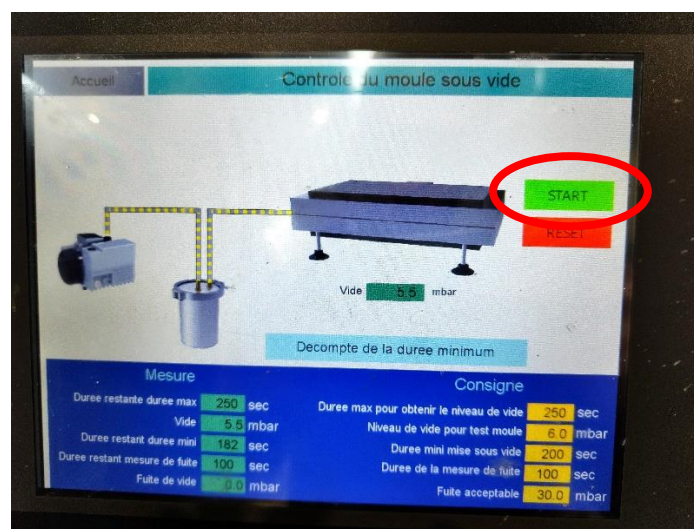 Accueil
Controle du moule sous vide
START
RESET
Vide 5.5 mbar
Decompte de la duree minimum
Mesure
Duree restante duree max 250 sec
Vide 5.5 mbar
Duree restant duree mini 182 sec
Duree restant mesure de fuite 100 sec
Fuite de vide 0.0 mbar
Consigne
Duree max pour obtenir le niveau de vide 250 sec
Niveau de vide pour test moule 6.0 mbar
Duree mini mise sous vide 200 sec
Duree de la mesure de fuite 100 sec
Fuite acceptable 30.0 mbar